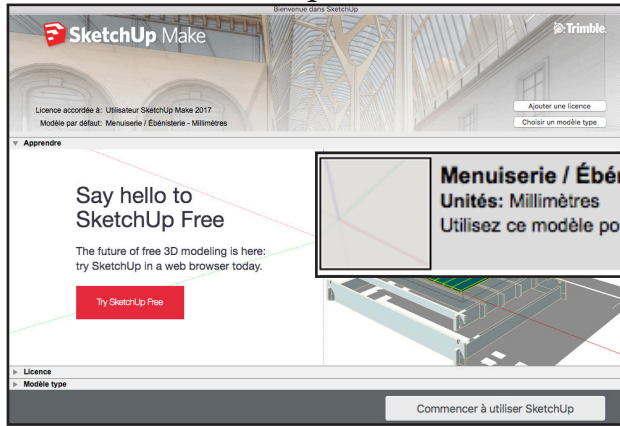 Bienvenue dans SketchUp
SketchUp Make
Trimble
Licence accordée à: Utilisateur SketchUp Make 2017
Modèle par défaut: Menuiserie / Ébénisterie - Millimètres
Ajouter une licence
Choisir un modèle type
Apprendre
Say hello to
SketchUp Free
The future of free 3D modeling is here:
try SketchUp in a web browser today.
Try SketchUp Free
Menuiserie / Ébé
Unités: Millimètres
Utilisez ce modèle po
Licence
Modèle type
Commencer à utiliser SketchUp